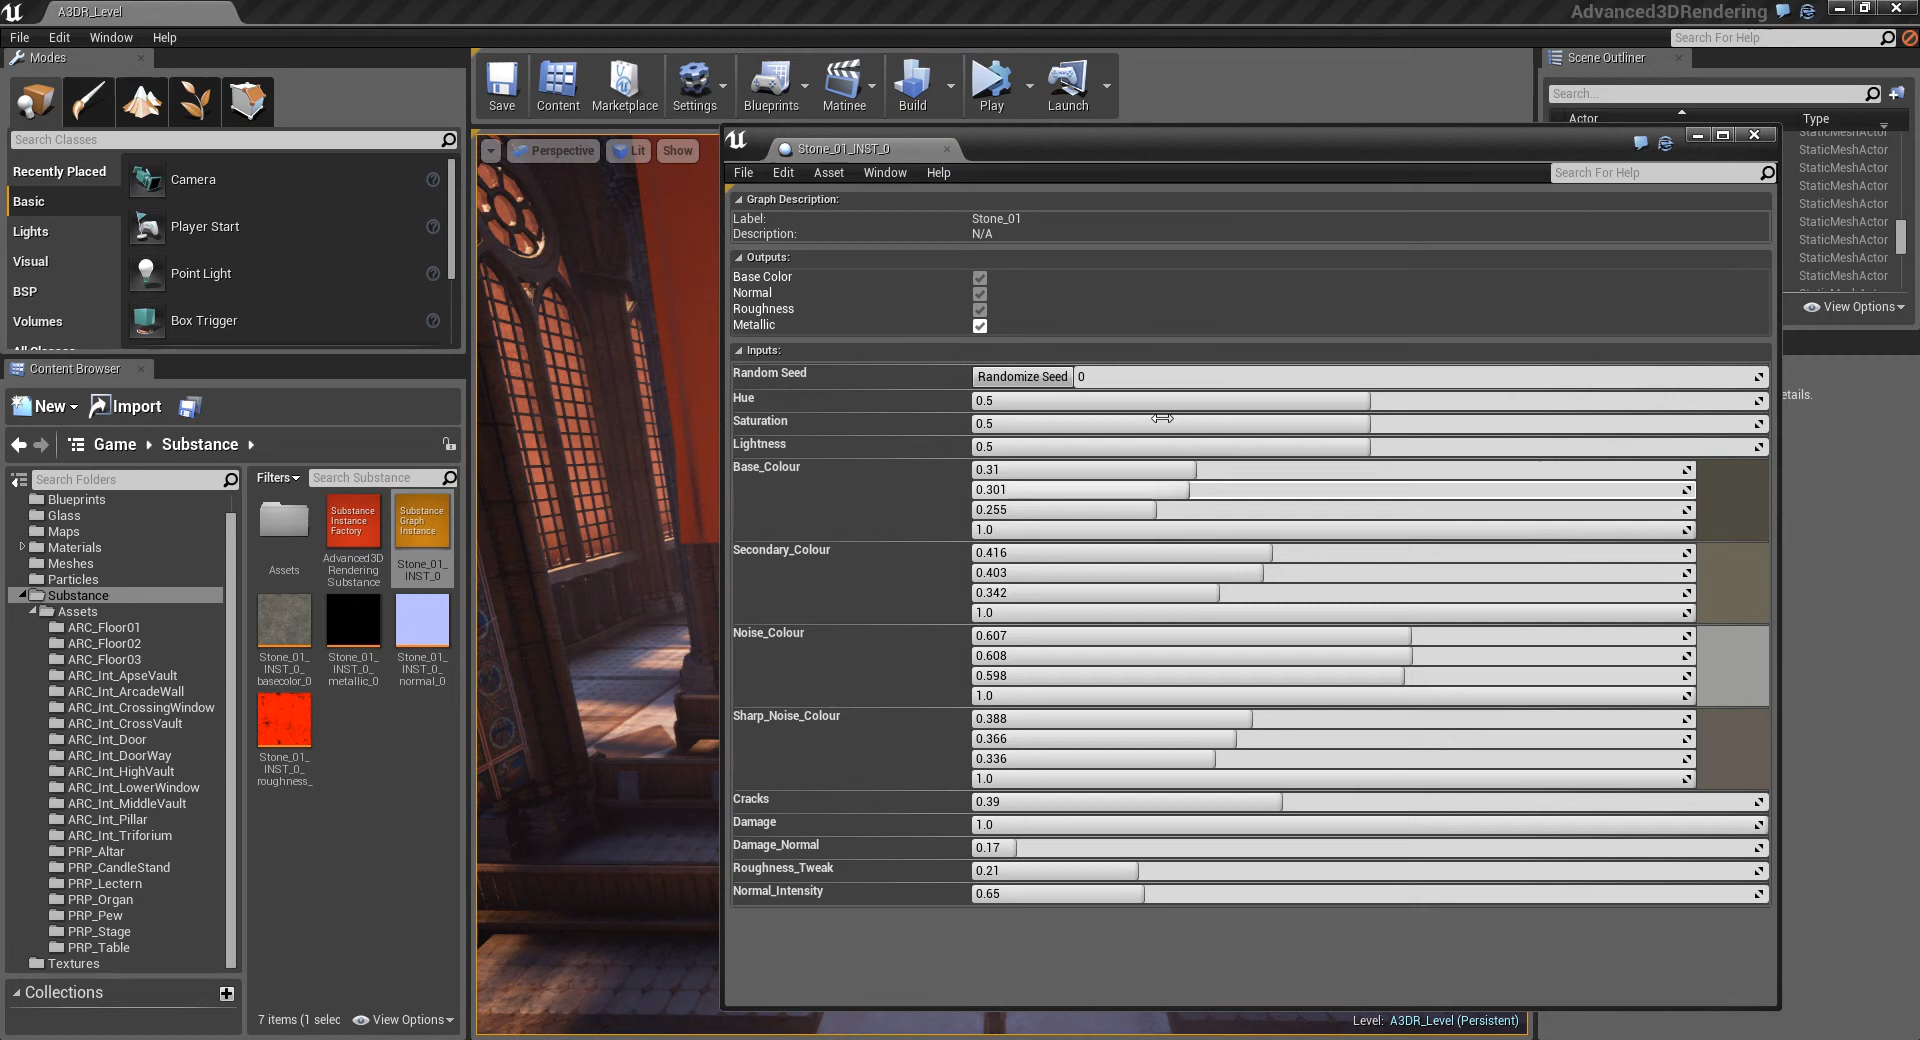 A3DR_Level
Advanced3DRendering
File Edit Window Help
Search For Help
Modes
Search Classes
Recently Placed
Basic
Lights
Visual
BSP
Volumes
All Classes
Camera
Player Start
Point Light
Box Trigger
Save
Content
Marketplace
Settings
Blueprints
Matinee
Build
Play
Launch
Scene Outliner
Search...
Actor Type
StaticMeshActor
StaticMeshActor
StaticMeshActor
StaticMeshActor
StaticMeshActor
StaticMeshActor
StaticMeshActor
StaticMeshActor
StaticMeshActor
View Options
etails.
Perspective Lit Show
Content Browser
New Import
Game Substance
Search Folders
Blueprints
Glass
Maps
Materials
Meshes
Particles
Substance
Assets
ARC_Floor01
ARC_Floor02
ARC_Floor03
ARC_Int_ApseVault
ARC_Int_ArcadeWall
ARC_Int_CrossingWindow
ARC_Int_CrossVault
ARC_Int_Door
ARC_Int_DoorWay
ARC_Int_HighVault
ARC_Int_LowerWindow
ARC_Int_MiddleVault
ARC_Int_Pillar
ARC_Int_Triforium
PRP_Altar
PRP_CandleStand
PRP_Lectern
PRP_Organ
PRP_Pew
PRP_Stage
PRP_Table
Textures
Collections
Filters Search Substance
Assets
Substance
Instance
Factory
Advanced3D
Rendering
Substance
Substance
Graph
Instance
Stone_01_
INST_0
Stone_01_
INST_0_
basecolor_0
Stone_01_
INST_0_
metallic_0
Stone_01_
INST_0_
normal_0
Stone_01_
INST_0_
roughness_
7 items (1 selec View Options
Stone_01_INST_0
File Edit Asset Window Help
Search For Help
Graph Description:
Label: Stone_01
Description: N/A
Outputs:
Base Color
Normal
Roughness
Metallic
Inputs:
Random Seed Randomize Seed 0
Hue 0.5
Saturation 0.5
Lightness 0.5
Base_Colour 0.31
0.301
0.255
1.0
Secondary_Colour 0.416
0.403
0.342
1.0
Noise_Colour 0.607
0.608
0.598
1.0
Sharp_Noise_Colour 0.388
0.366
0.336
1.0
Cracks 0.39
Damage 1.0
Damage_Normal 0.17
Roughness_Tweak 0.21
Normal_Intensity 0.65
Level: A3DR_Level (Persistent)